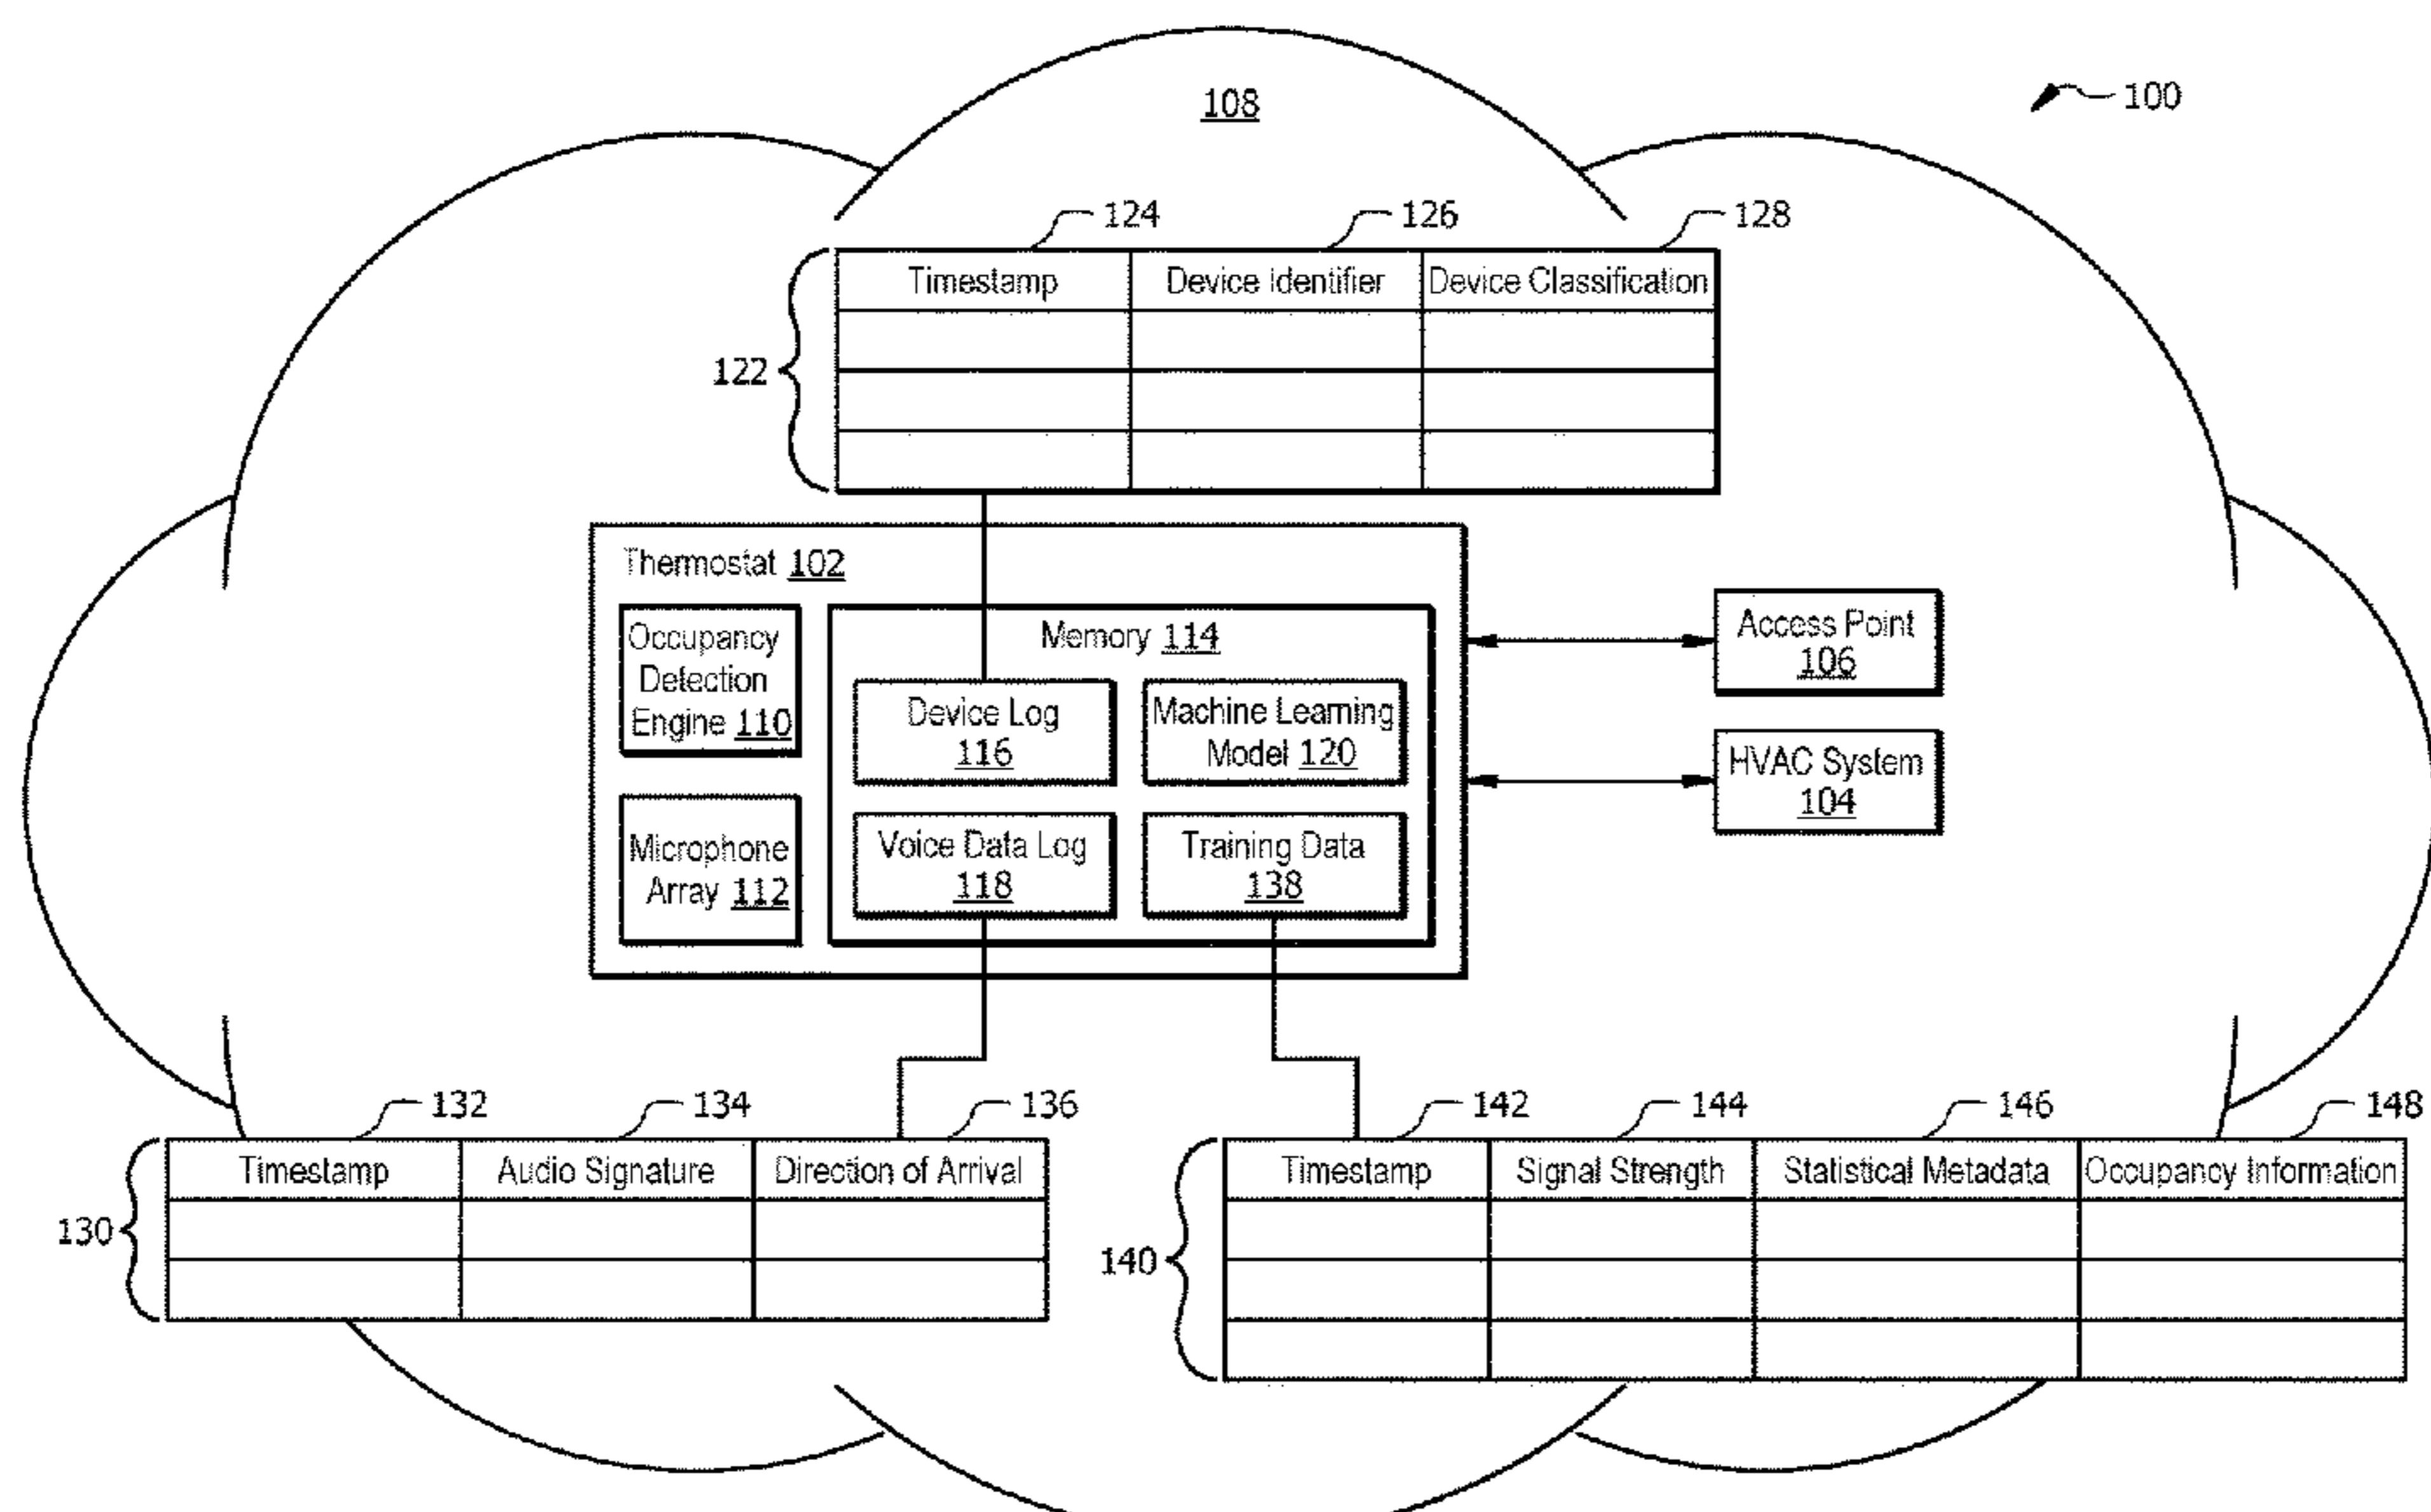 108
100
124
126
128
Timestamp Device Identifier Device Classification
122
Thermostat 102
Occupancy
Detection
Engine 110
Microphone
Array 112
Memory 114
Device Log
116
Machine Learning
Model 120
Voice Data Log
118
Training Data
138
Access Point
106
HVAC System
104
132
134
136
Timestamp Audio Signature Direction of Arrival
130
142
144
146
148
Timestamp Signal Strength Statistical Metadata Occupancy Information
140